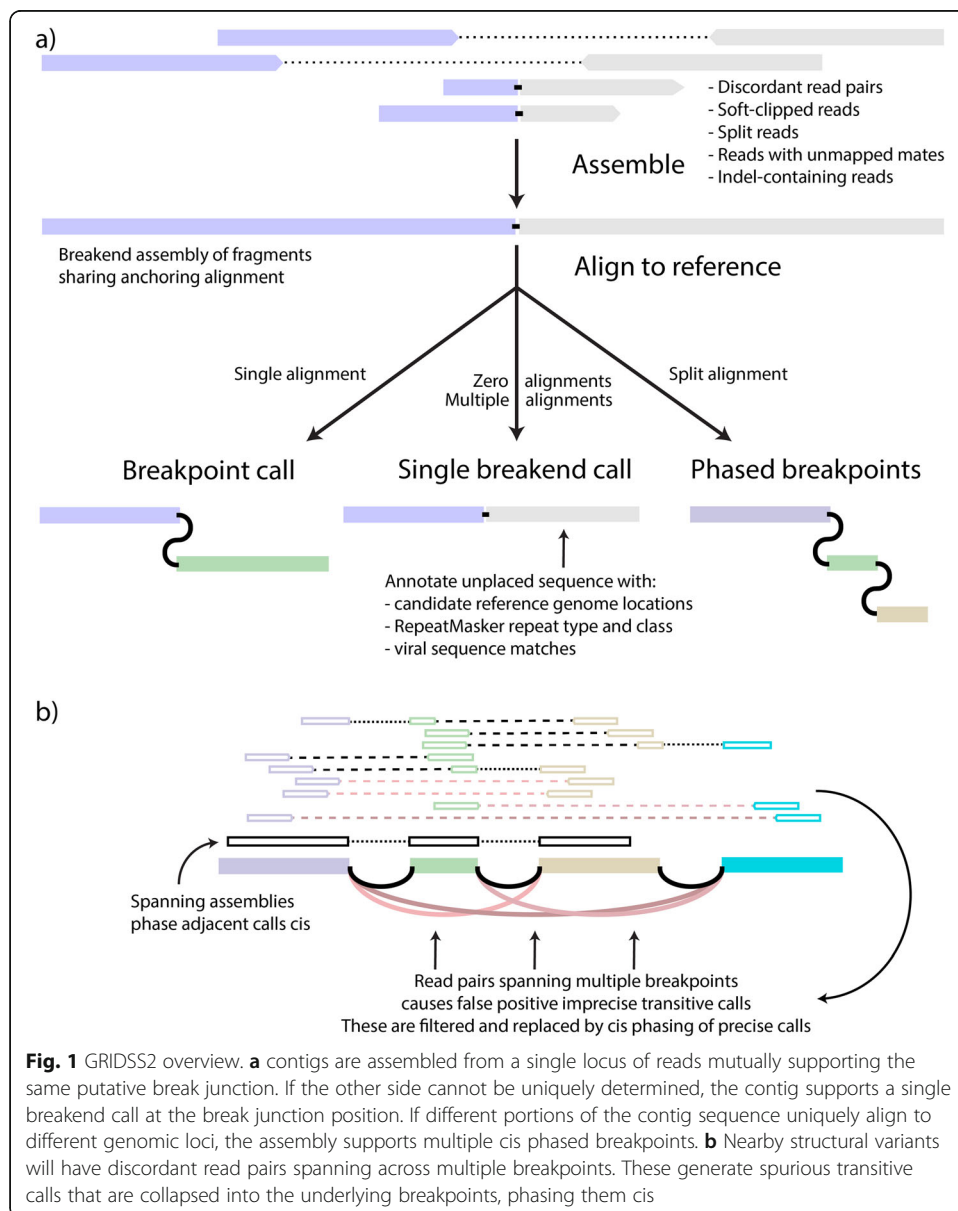 a)
- Discordant read pairs
- Soft-clipped reads
- Split reads
- Reads with unmapped mates
- Indel-containing reads
Assemble
Breakend assembly of fragments
sharing anchoring alignment
Align to reference
Single alignment
Zero alignments
Multiple alignments
Split alignment
Breakpoint call
Single breakend call
Phased breakpoints
Annotate unplaced sequence with:
- candidate reference genome locations
- RepeatMasker repeat type and class
- viral sequence matches
b)
Spanning assemblies
phase adjacent calls cis
Read pairs spanning multiple breakpoints
causes false positive imprecise transitive calls
These are filtered and replaced by cis phasing of precise calls
Fig. 1 GRIDSS2 overview. a contigs are assembled from a single locus of reads mutually supporting the
same putative break junction. If the other side cannot be uniquely determined, the contig supports a single
breakend call at the break junction position. If different portions of the contig sequence uniquely align to
different genomic loci, the assembly supports multiple cis phased breakpoints. b Nearby structural variants
will have discordant read pairs spanning across multiple breakpoints. These generate spurious transitive
calls that are collapsed into the underlying breakpoints, phasing them cis